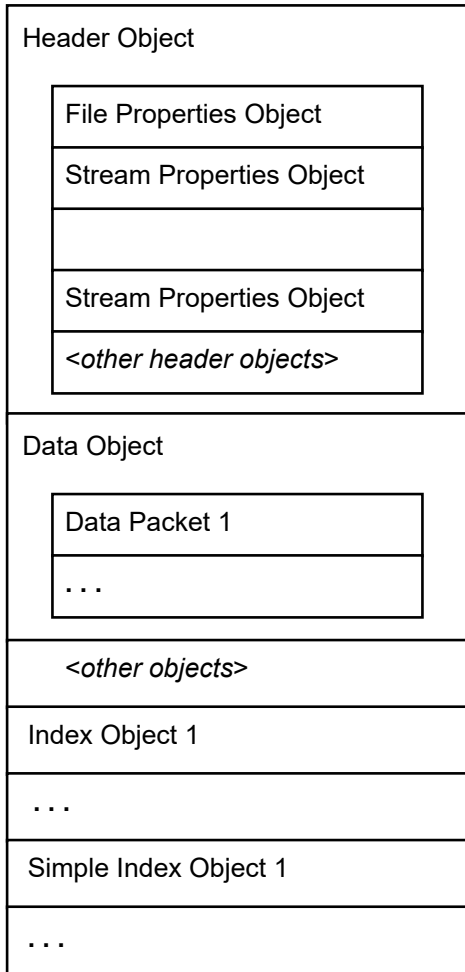 Header Object
File Properties Object
Stream Properties Object
Stream Properties Object
<other header objects>
Data Object
Data Packet 1
. . .
<other objects>
Index Object 1
. . .
Simple Index Object 1
. . .